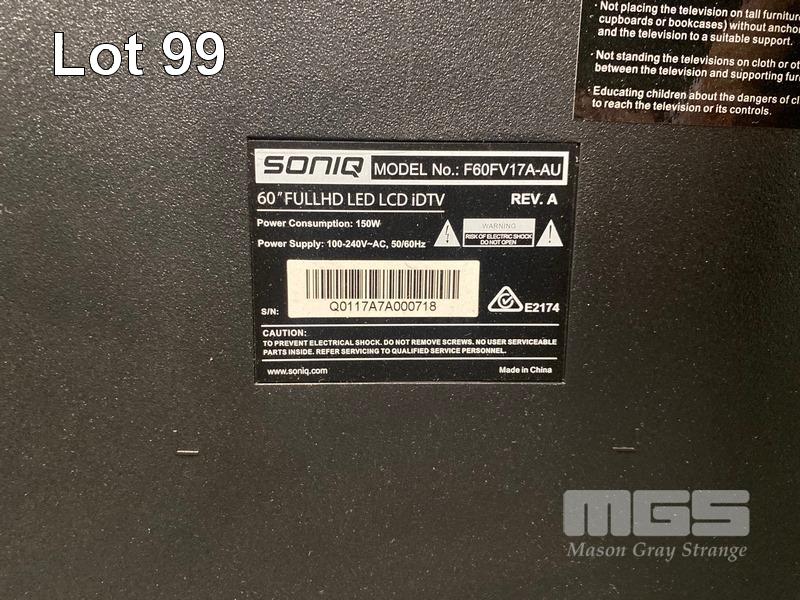 Lot 99
· Not placing the television on tall furniture
cupboards or bookcases) without
and the television to a suitable support.
· Not standing the televisions on cloth or
between the television and supporting
· Educating children about the dangers of
to reach the television or its controls.
SONIQ MODEL No.: F60FV17A-AU
60" FULLHD LED LCD iDTV REV. A
Power Consumption: 150W
Power Supply: 100-240V~AC, 50/60Hz
WARNING
RISK OF ELECTRIC SHOCK
DO NOT OPEN
S/N: Q0117A7A000718
E2174
CAUTION:
TO PREVENT ELECTRICAL SHOCK. DO NOT REMOVE SCREWS. NO USER SERVICEABLE
PARTS INSIDE. REFER SERVICING TO QUALIFIED SERVICE PERSONNEL.
www.soniq.com Made in China
MGS
Mason Gray Strange